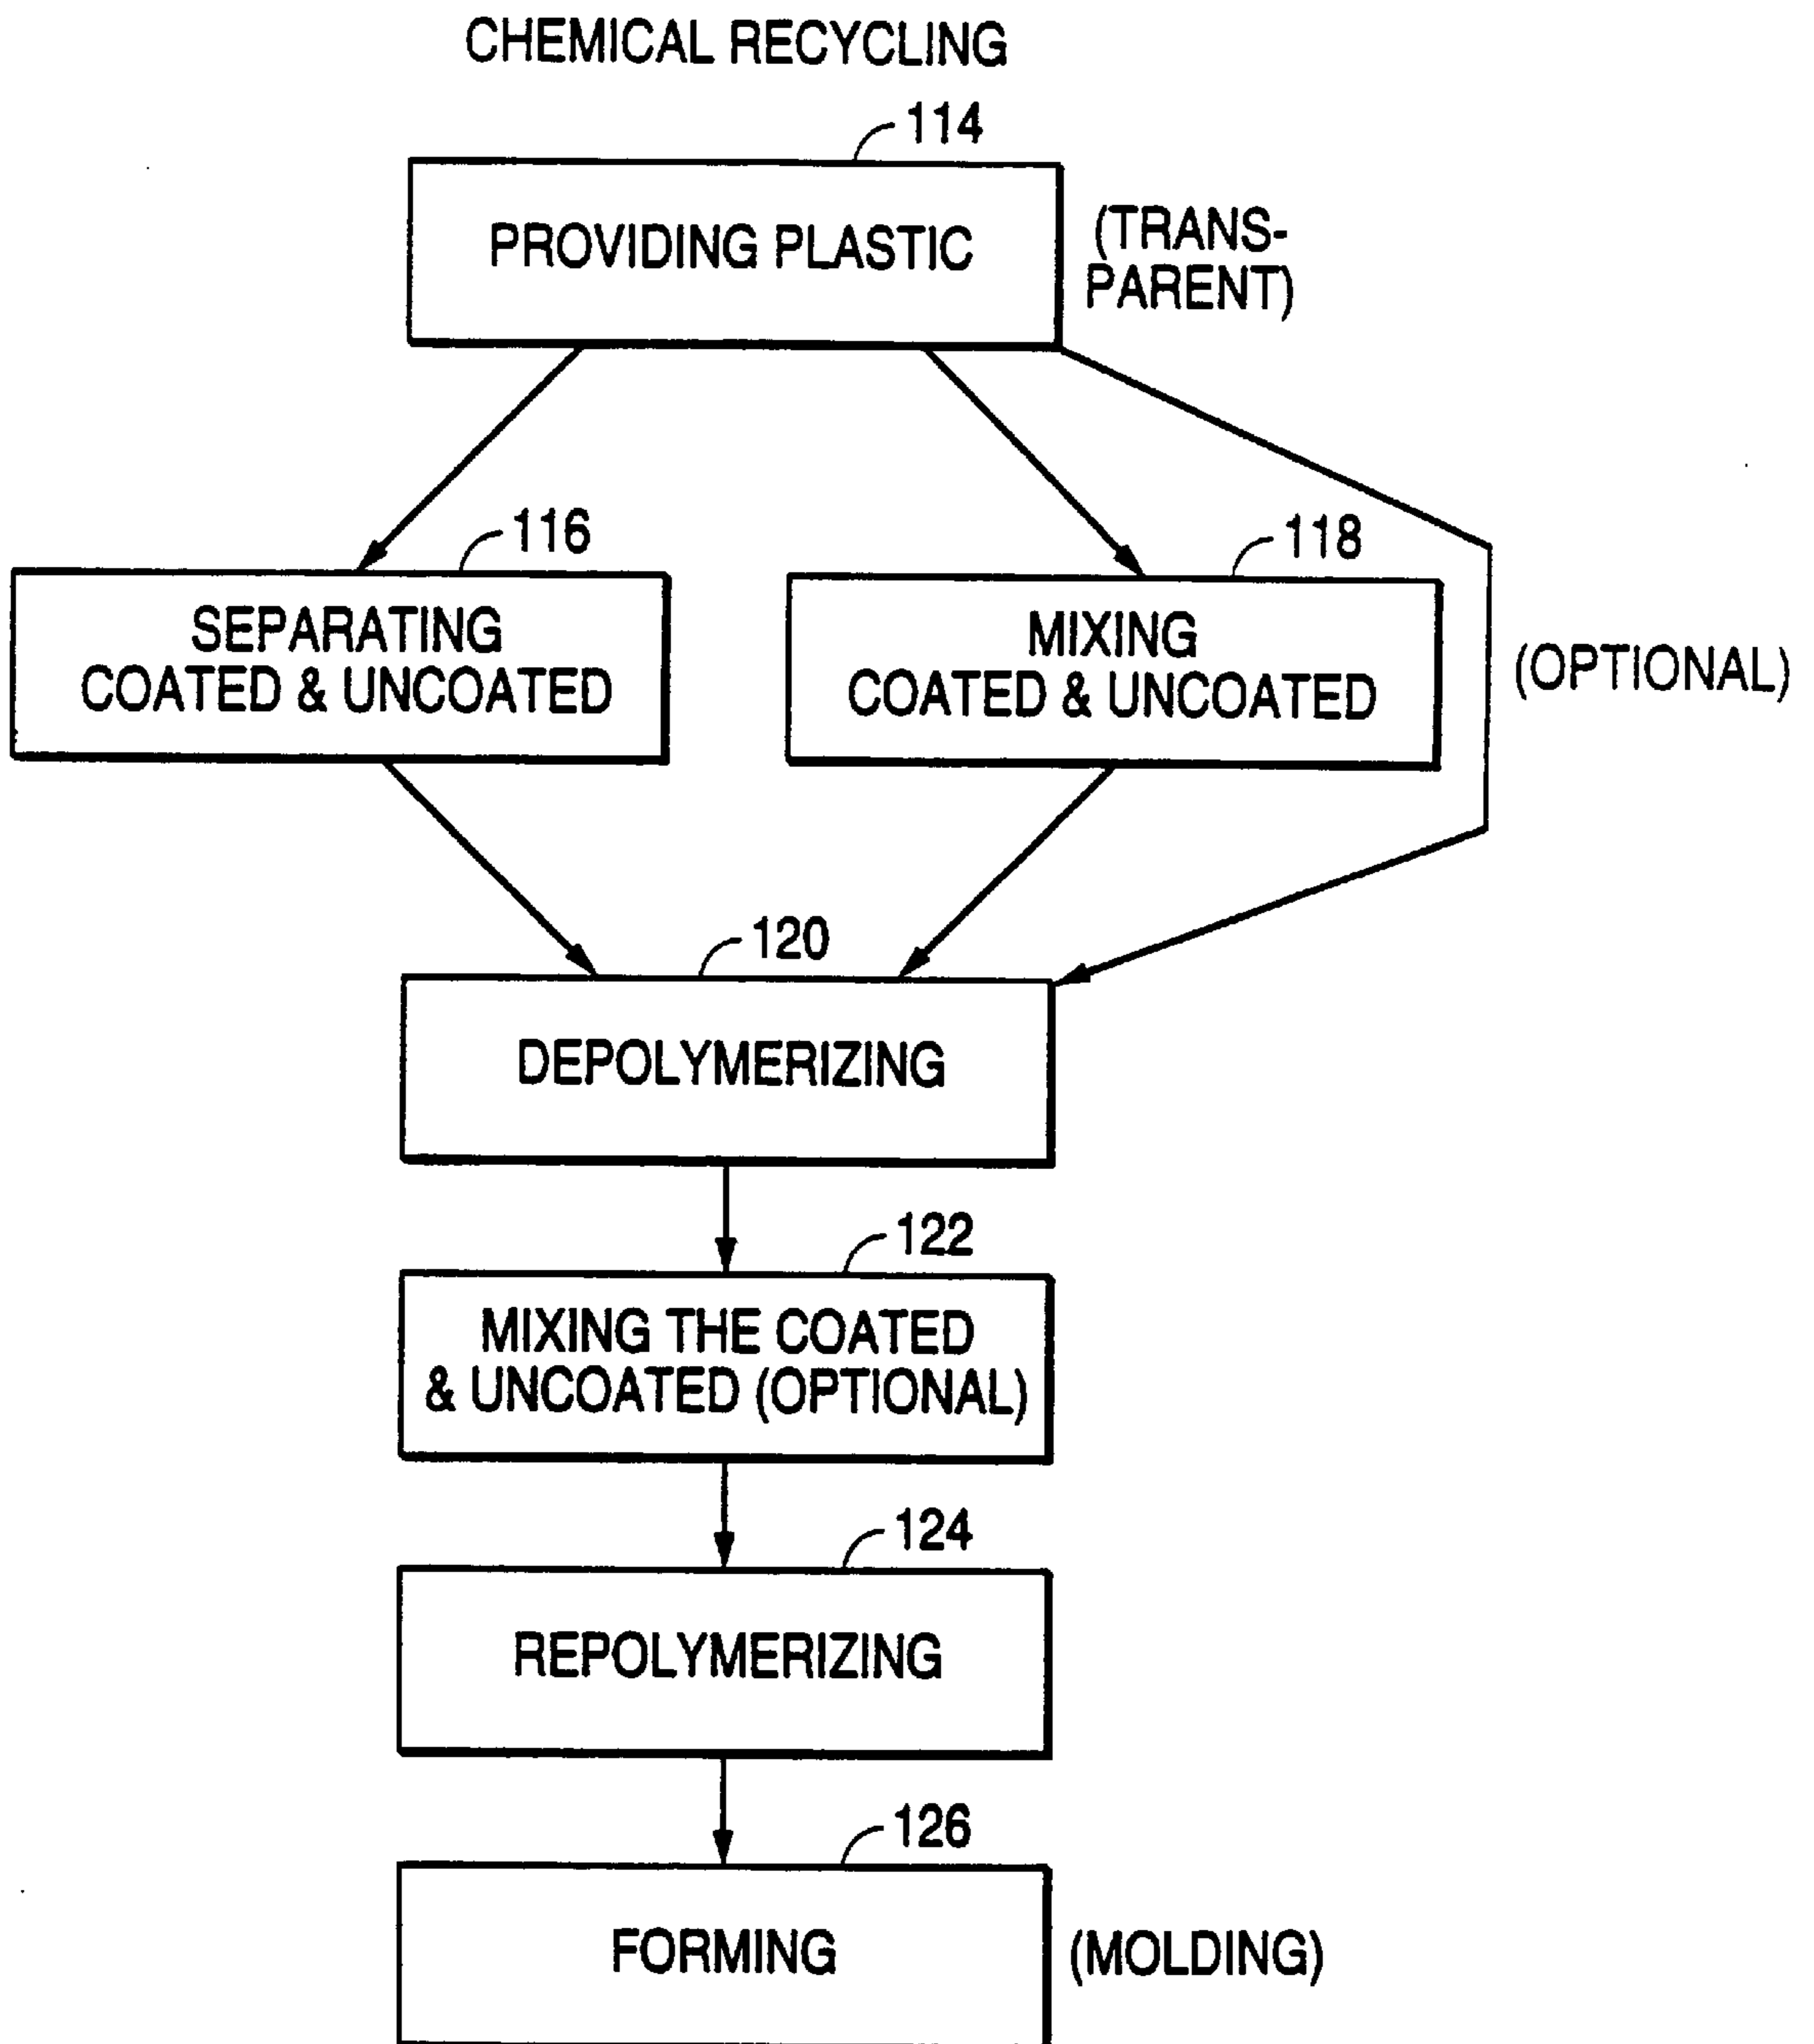 CHEMICAL RECYCLING
114
PROVIDING PLASTIC
(TRANS-
PARENT)
116
SEPARATING
COATED & UNCOATED
118
MIXING
COATED & UNCOATED
(OPTIONAL)
120
DEPOLYMERIZING
122
MIXING THE COATED
& UNCOATED (OPTIONAL)
124
REPOLYMERIZING
126
FORMING
(MOLDING)